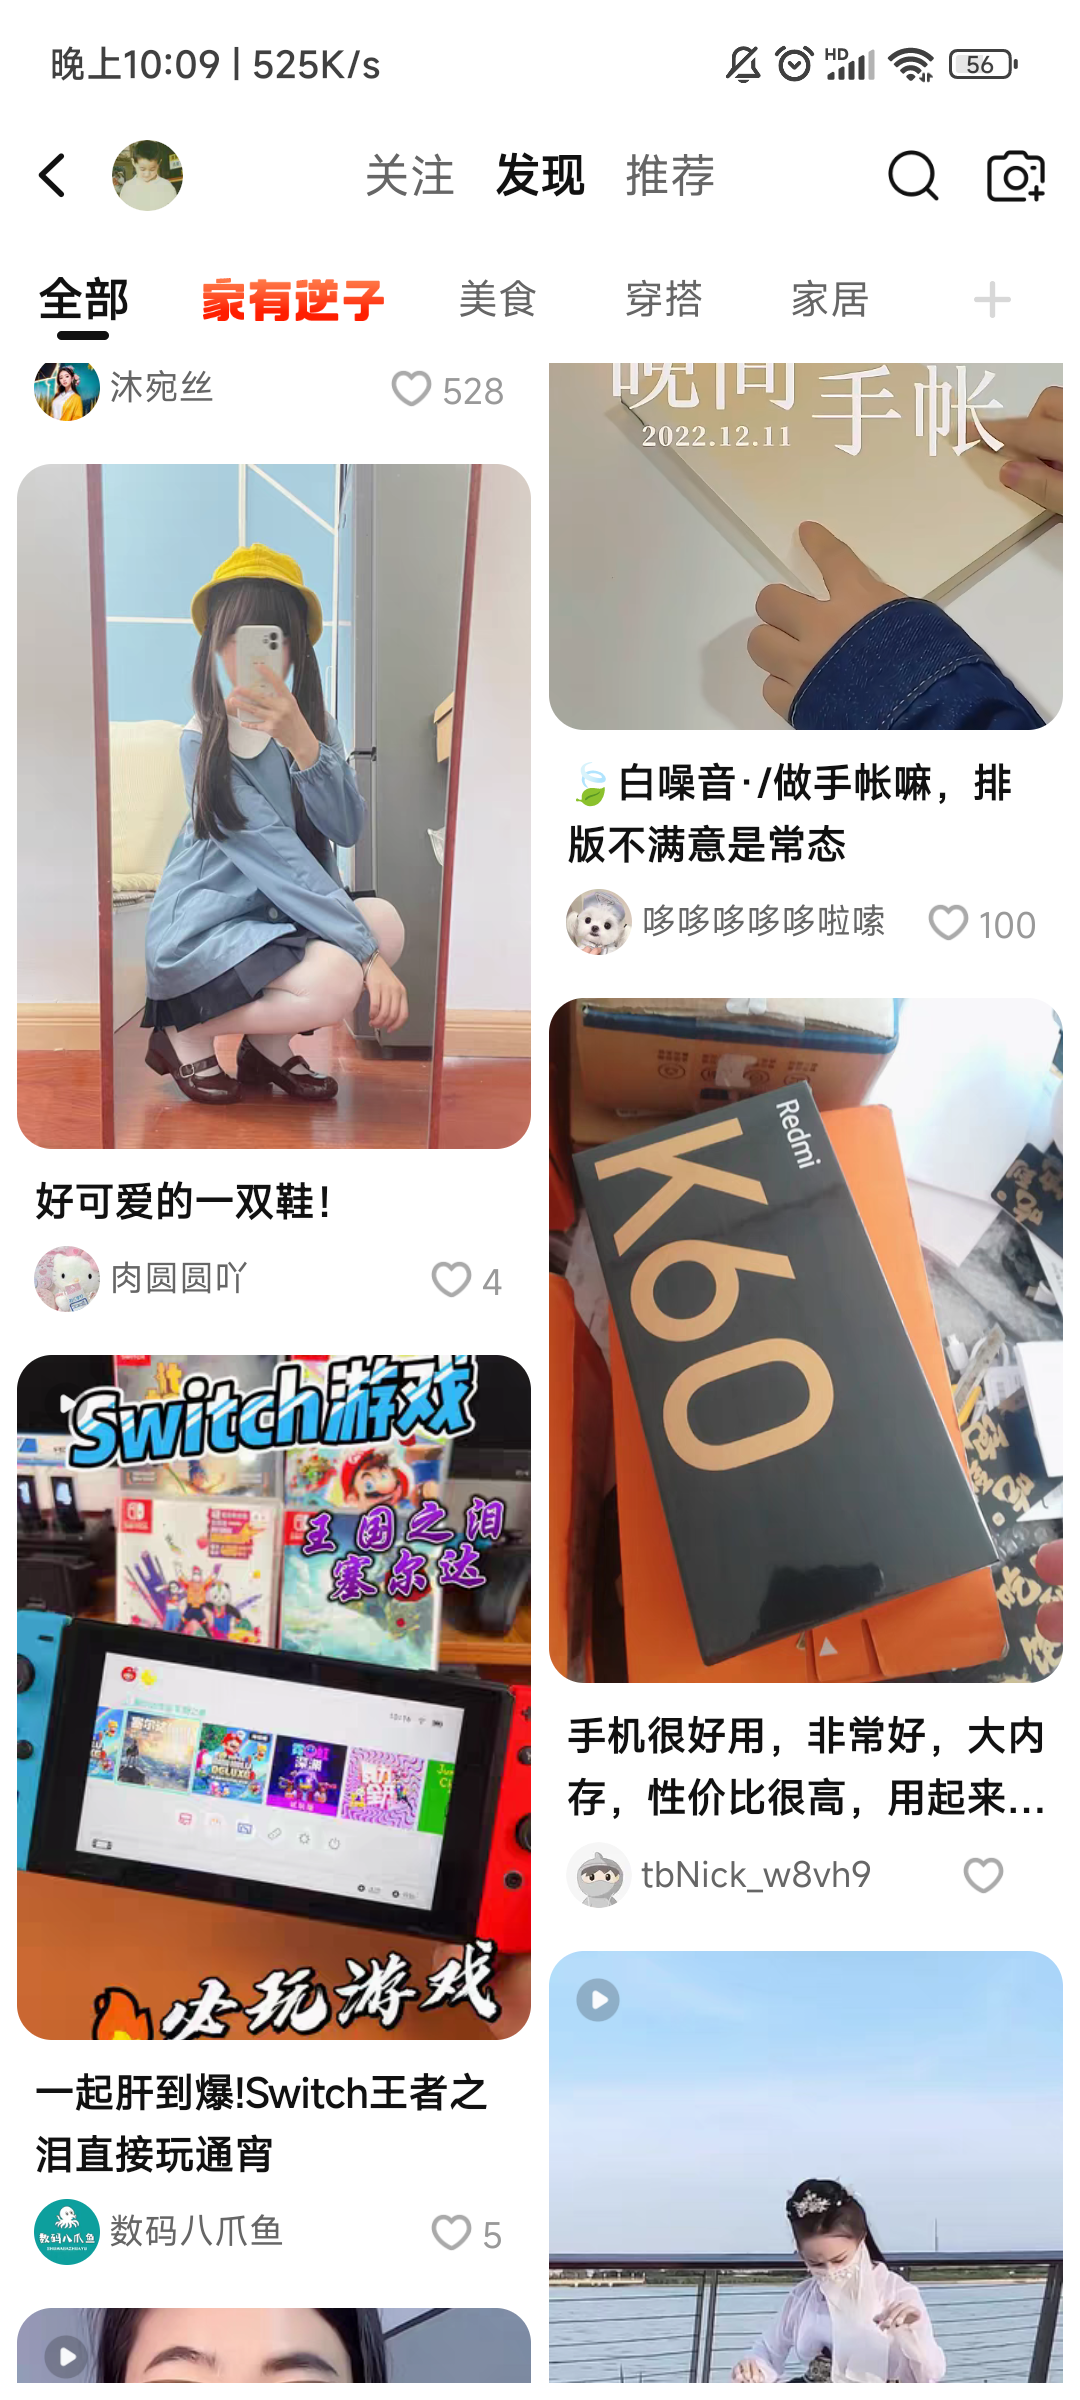 晚上10:09 | 525K/s
HD
56
关注 发现 推荐
全部 家有逆子 美食 穿搭 家居
沐宛丝 528
晚间手帐
2022.12.11
🍃白噪音·/做手帐嘛，排
版不满意是常态
哆哆哆哆哆啦嗦 100
好可爱的一双鞋！
肉圆圆吖 4
Redmi
K60
手机很好用，非常好，大内
存，性价比很高，用起来...
tbNick_w8vh9
Switch游戏
王国之泪
塞尔达
必玩游戏
一起肝到爆!Switch王者之
泪直接玩通宵
数码八爪鱼
数码八爪鱼 5